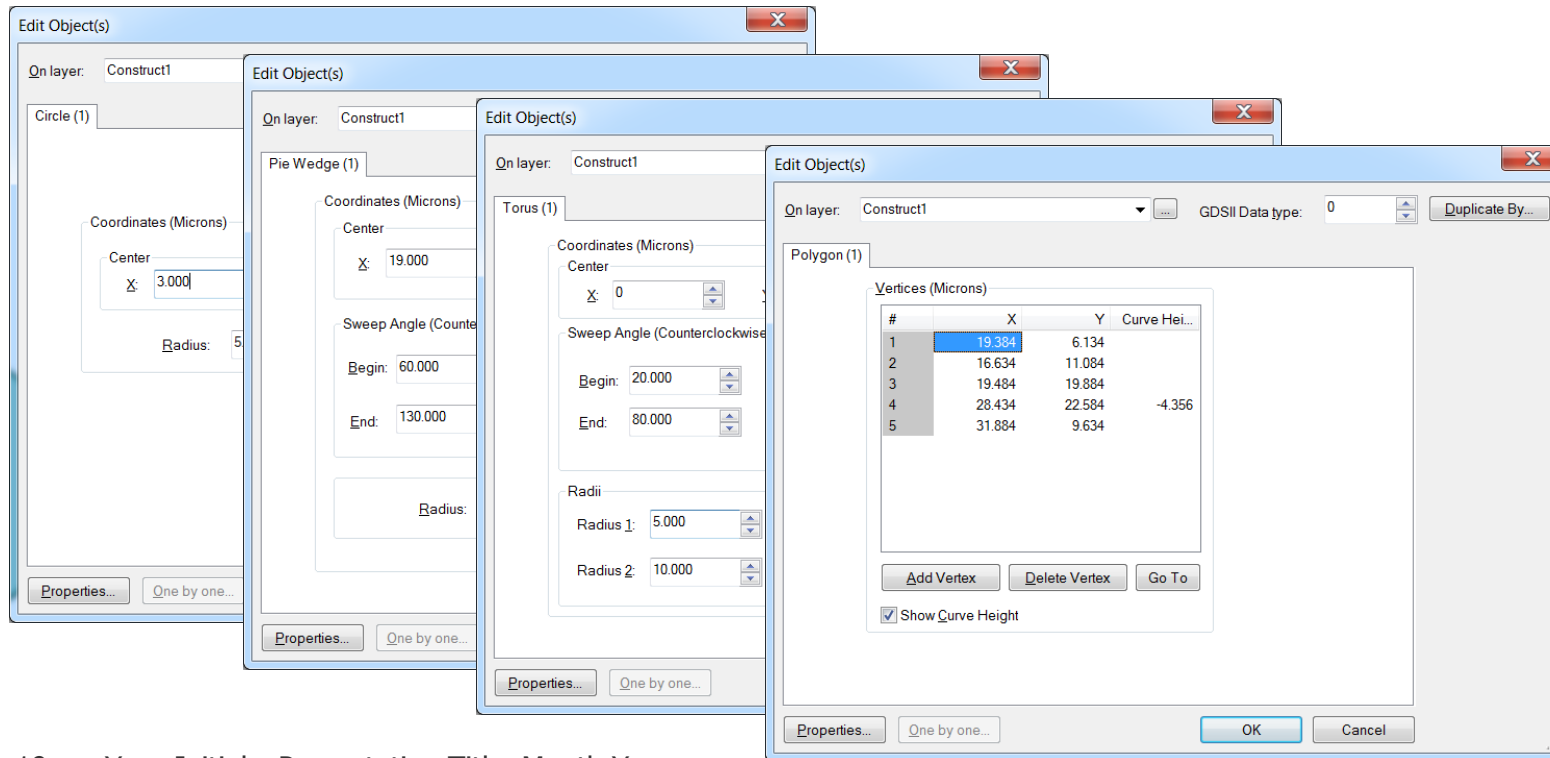 Edit Object(s)
On layer: Construct1
Circle (1)
Coordinates (Microns)
Center
X: 3.000
Radius: 5.
Properties... One by one...
Edit Object(s)
On layer: Construct1
Pie Wedge (1)
Coordinates (Microns)
Center
X: 19.000
Sweep Angle (Counte
Begin: 60.000
End: 130.000
Radius:
Properties... One by one...
Edit Object(s)
On layer: Construct1
Torus (1)
Coordinates (Microns)
Center
X: 0
Sweep Angle (Counterclockwise
Begin: 20.000
End: 80.000
Radii
Radius 1: 5.000
Radius 2: 10.000
Properties... One by one...
Edit Object(s)
On layer: Construct1 ... GDSII Data type: 0 Duplicate By...
Polygon (1)
Vertices (Microns)
# X Y Curve Hei...
1 19.384 6.134
2 16.634 11.084
3 19.484 19.884
4 28.434 22.584 -4.356
5 31.884 9.634
Add Vertex Delete Vertex Go To
Show Curve Height
Properties... One by one... OK Cancel